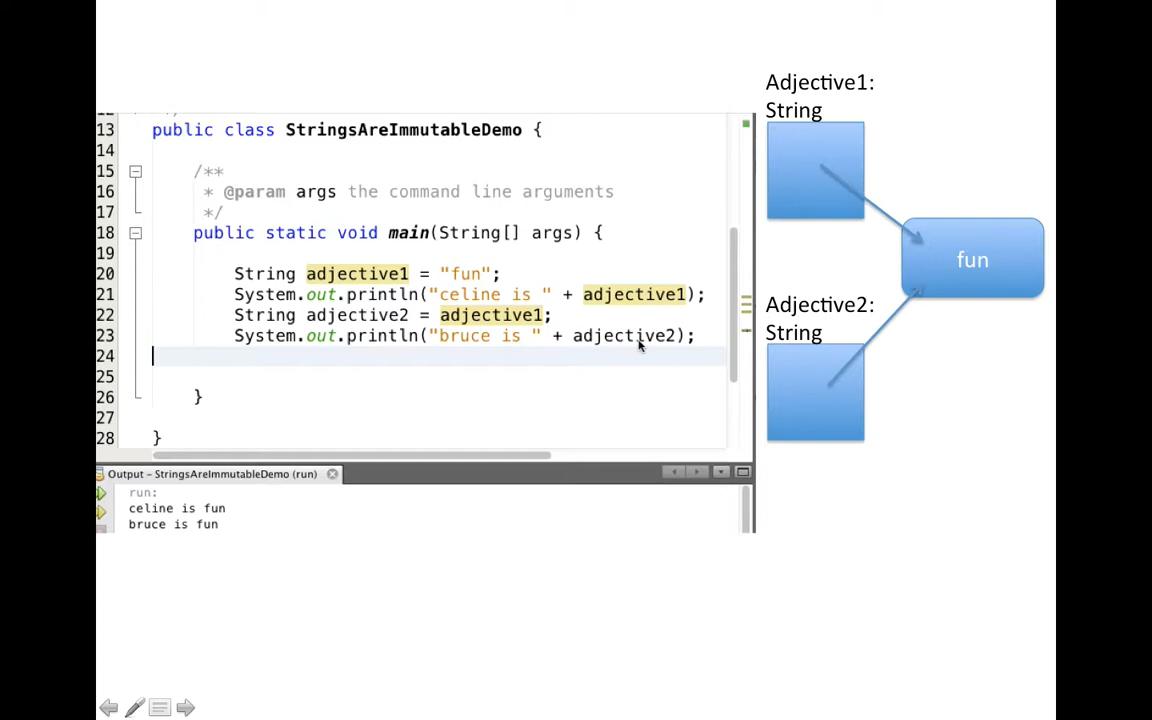 13 public class StringsAreImmutableDemo {
14
15 /**
16 * @param args the command line arguments
17 */
18 public static void main(String[] args) {
19
20 String adjective1 = "fun";
21 System.out.println("celine is " + adjective1);
22 String adjective2 = adjective1;
23 System.out.println("bruce is " + adjective2);
24
25
26 }
27
28 }
Output – StringsAreImmutableDemo (run)
run:
celine is fun
bruce is fun
Adjective1:
String
fun
Adjective2:
String